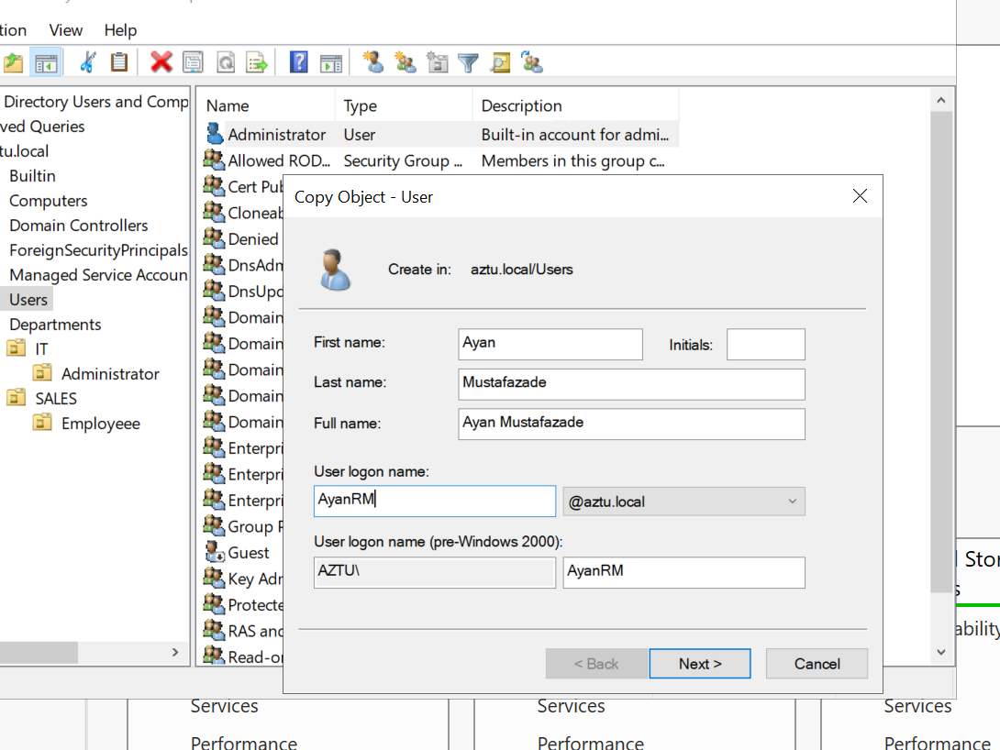 tion View Help
Directory Users and Comp
ved Queries
tu.local
Builtin
Computers
Domain Controllers
ForeignSecurityPrincipals
Managed Service Accoun
Users
Departments
IT
Administrator
SALES
Employeee
Name Type Description
Administrator User Built-in account for admi...
Allowed ROD... Security Group ... Members in this group c...
Cert Pub
Cloneab
Denied
DnsAdm
DnsUpd
Domain
Domain
Domain
Domain
Domain
Enterpri
Enterpri
Enterpri
Group P
Guest
Key Adm
Protecte
RAS and
Read-or
Copy Object - User
Create in: aztu.local/Users
First name: Ayan Initials:
Last name: Mustafazade
Full name: Ayan Mustafazade
User logon name:
AyanRM @aztu.local
User logon name (pre-Windows 2000):
AZTU\ AyanRM
< Back Next > Cancel
Stor
s
ability
Services Services Services
Performance Performance Performance